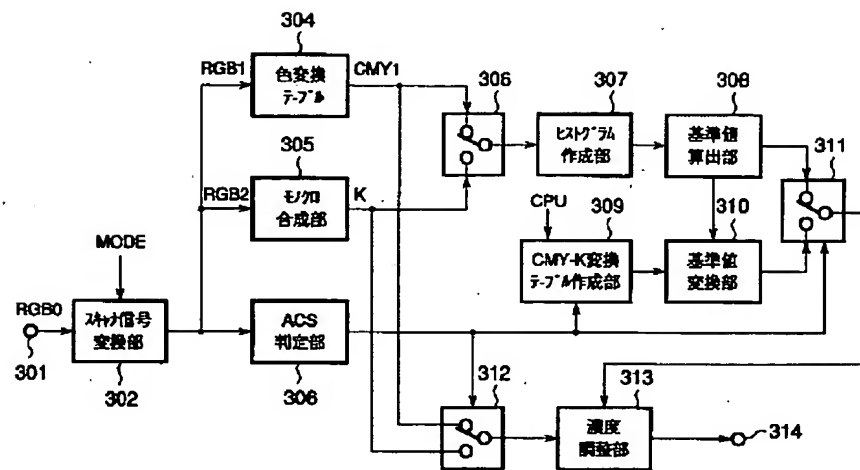 304
RGB1
色変換
テーブル
CMY1
306
307
ヒストグラム
作成部
308
基準値
算出部
311
305
RGB2
モノクロ
合成部
K
CPU
309
CMY-K変換
テーブル作成部
310
基準値
変換部
MODE
RGB0
301
スキャナ信号
変換部
302
ACS
判定部
306
312
313
濃度
調整部
314